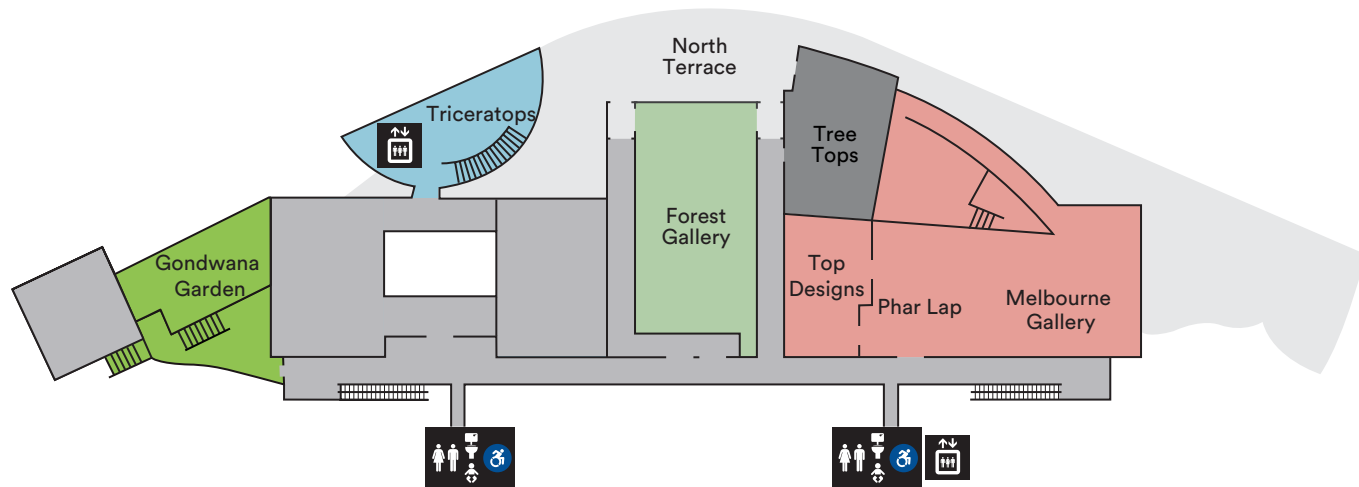 North
Terrace
Triceratops
Tree
Tops
Forest
Gallery
Gondwana
Garden
Top
Designs
Phar Lap
Melbourne
Gallery